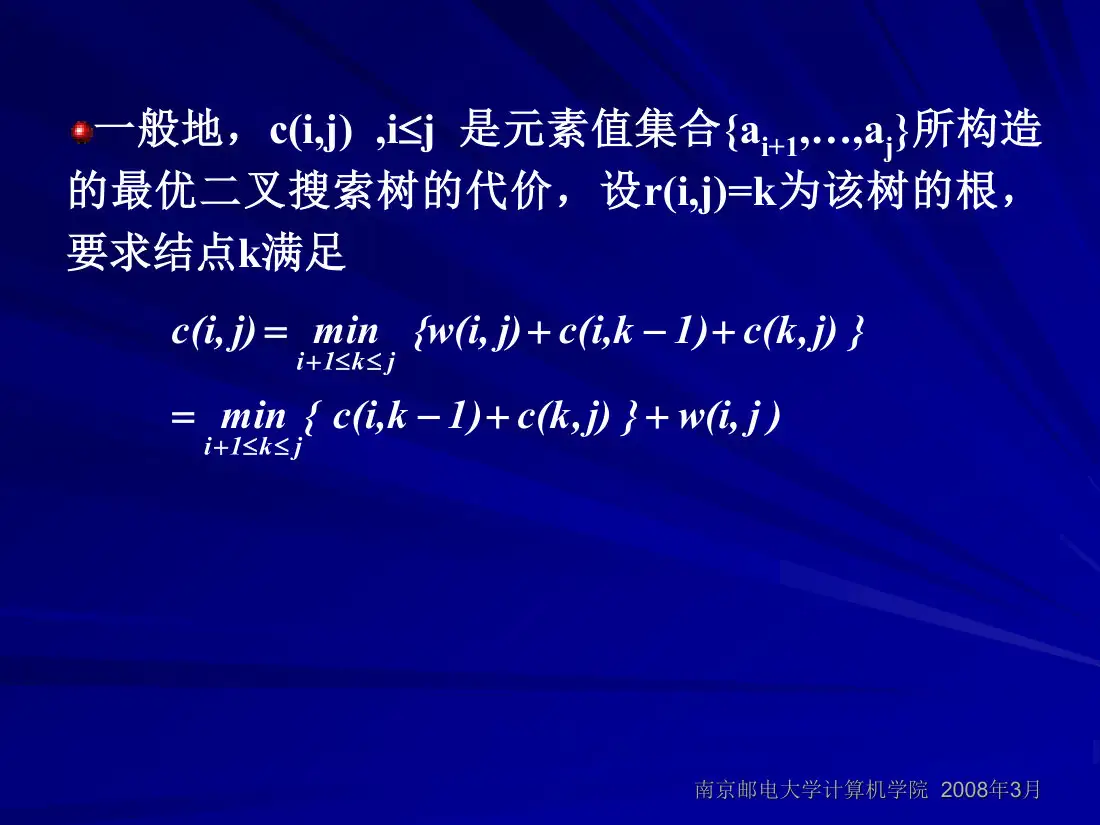 一般地，c(i,j) ,i≤j 是元素值集合{a_{i+1},…,a_j}所构造
的最优二叉搜索树的代价，设r(i,j)=k为该树的根，
要求结点k满足
c(i,j) = min {w(i,j) + c(i,k − 1) + c(k,j) }
i+1≤k≤j
= min { c(i,k − 1) + c(k,j) } + w(i,j )
i+1≤k≤j
南京邮电大学计算机学院 2008年3月